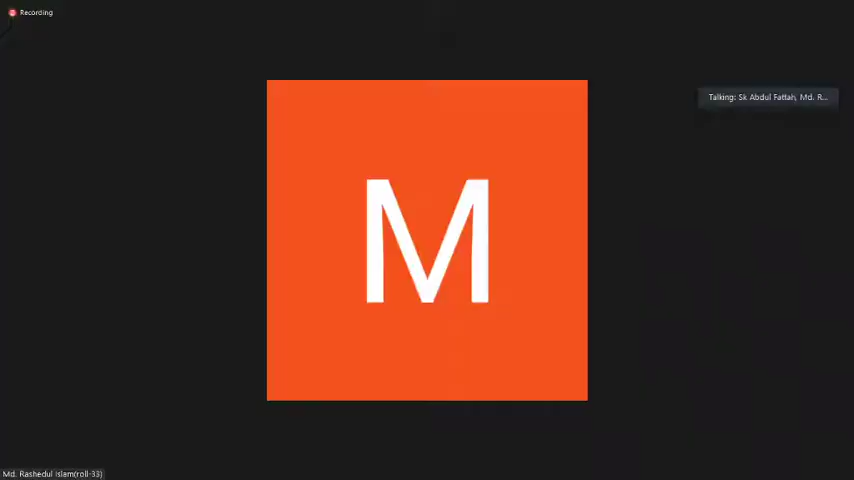 Recording
Talking: Sk Abdul Fattah, Md. R...
M
Md. Rashedul Islam(roll-33)